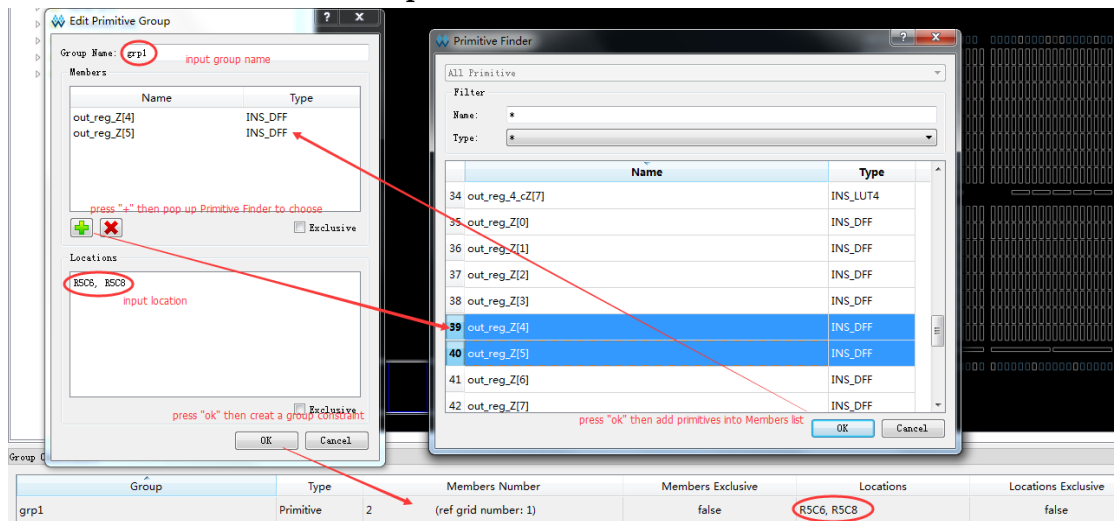 Edit Primitive Group
Group Name: grp1
input group name
Members
Name Type
out_reg_Z[4] INS_DFF
out_reg_Z[5] INS_DFF
press "+" then pop up Primitive Finder to choose
Exclusive
Locations
R5C6, R5C8
input location
Exclusive
press "ok" then creat a group constraint
OK Cancel
Primitive Finder
All Primitive
Filter
Name: *
Type: *
Name Type
34 out_reg_4_cZ[7] INS_LUT4
35 out_reg_Z[0] INS_DFF
36 out_reg_Z[1] INS_DFF
37 out_reg_Z[2] INS_DFF
38 out_reg_Z[3] INS_DFF
39 out_reg_Z[4] INS_DFF
40 out_reg_Z[5] INS_DFF
41 out_reg_Z[6] INS_DFF
42 out_reg_Z[7] INS_DFF
press "ok" then add primitives into Members list
OK Cancel
Group
Group Type Members Number Members Exclusive Locations Locations Exclusive
grp1 Primitive 2 (ref grid number: 1) false R5C6, R5C8 false